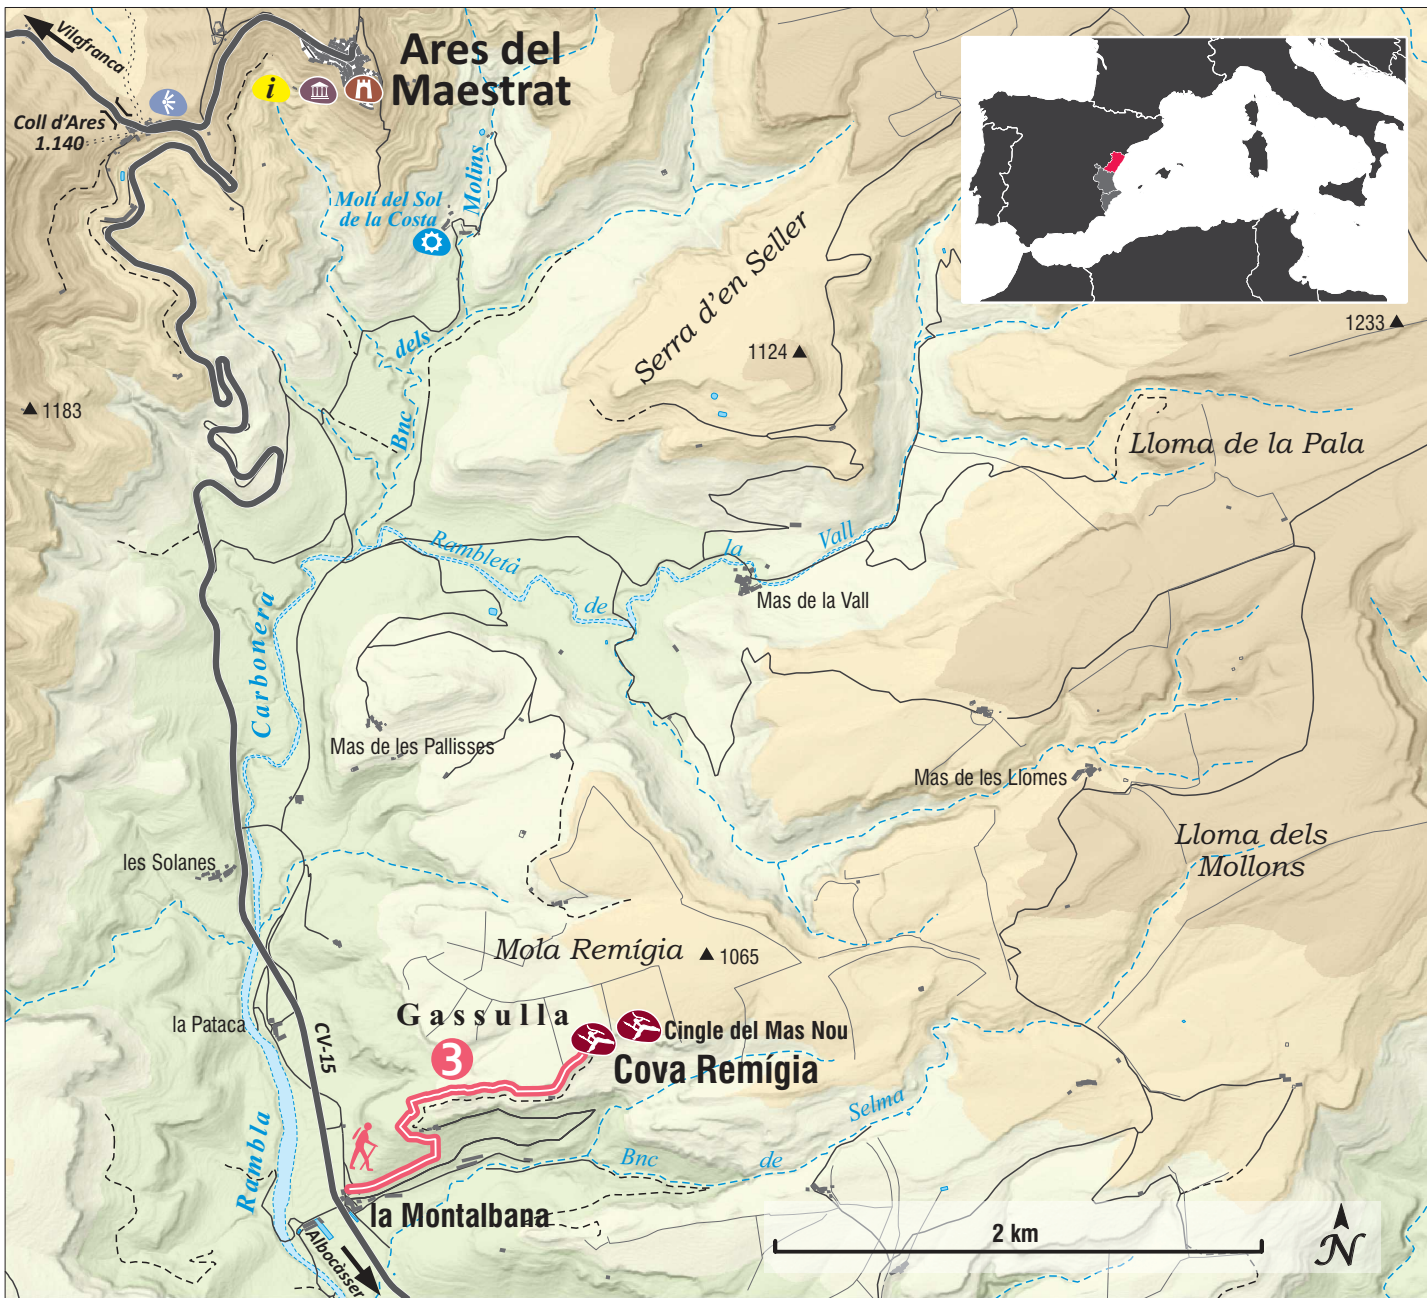 Vilafranca
Ares del
Maestrat
i
Coll d'Ares
1.140
Molí del Sol
de la Costa
Molins
dels
Bnc
Serra d'en Seller
1124
1233
1183
Lloma de la Pala
Rambleta
de
la
Vall
Mas de la Vall
Carbonera
Mas de les Pallisses
Mas de les Llomes
Lloma dels
Mollons
les Solanes
Mola Remígia
1065
la Pataca
CV-15
Gassulla
Cingle del Mas Nou
3
Cova Remígia
Rambla
Bnc
de
Selma
la Montalbana
Albocàsser
2 km
N